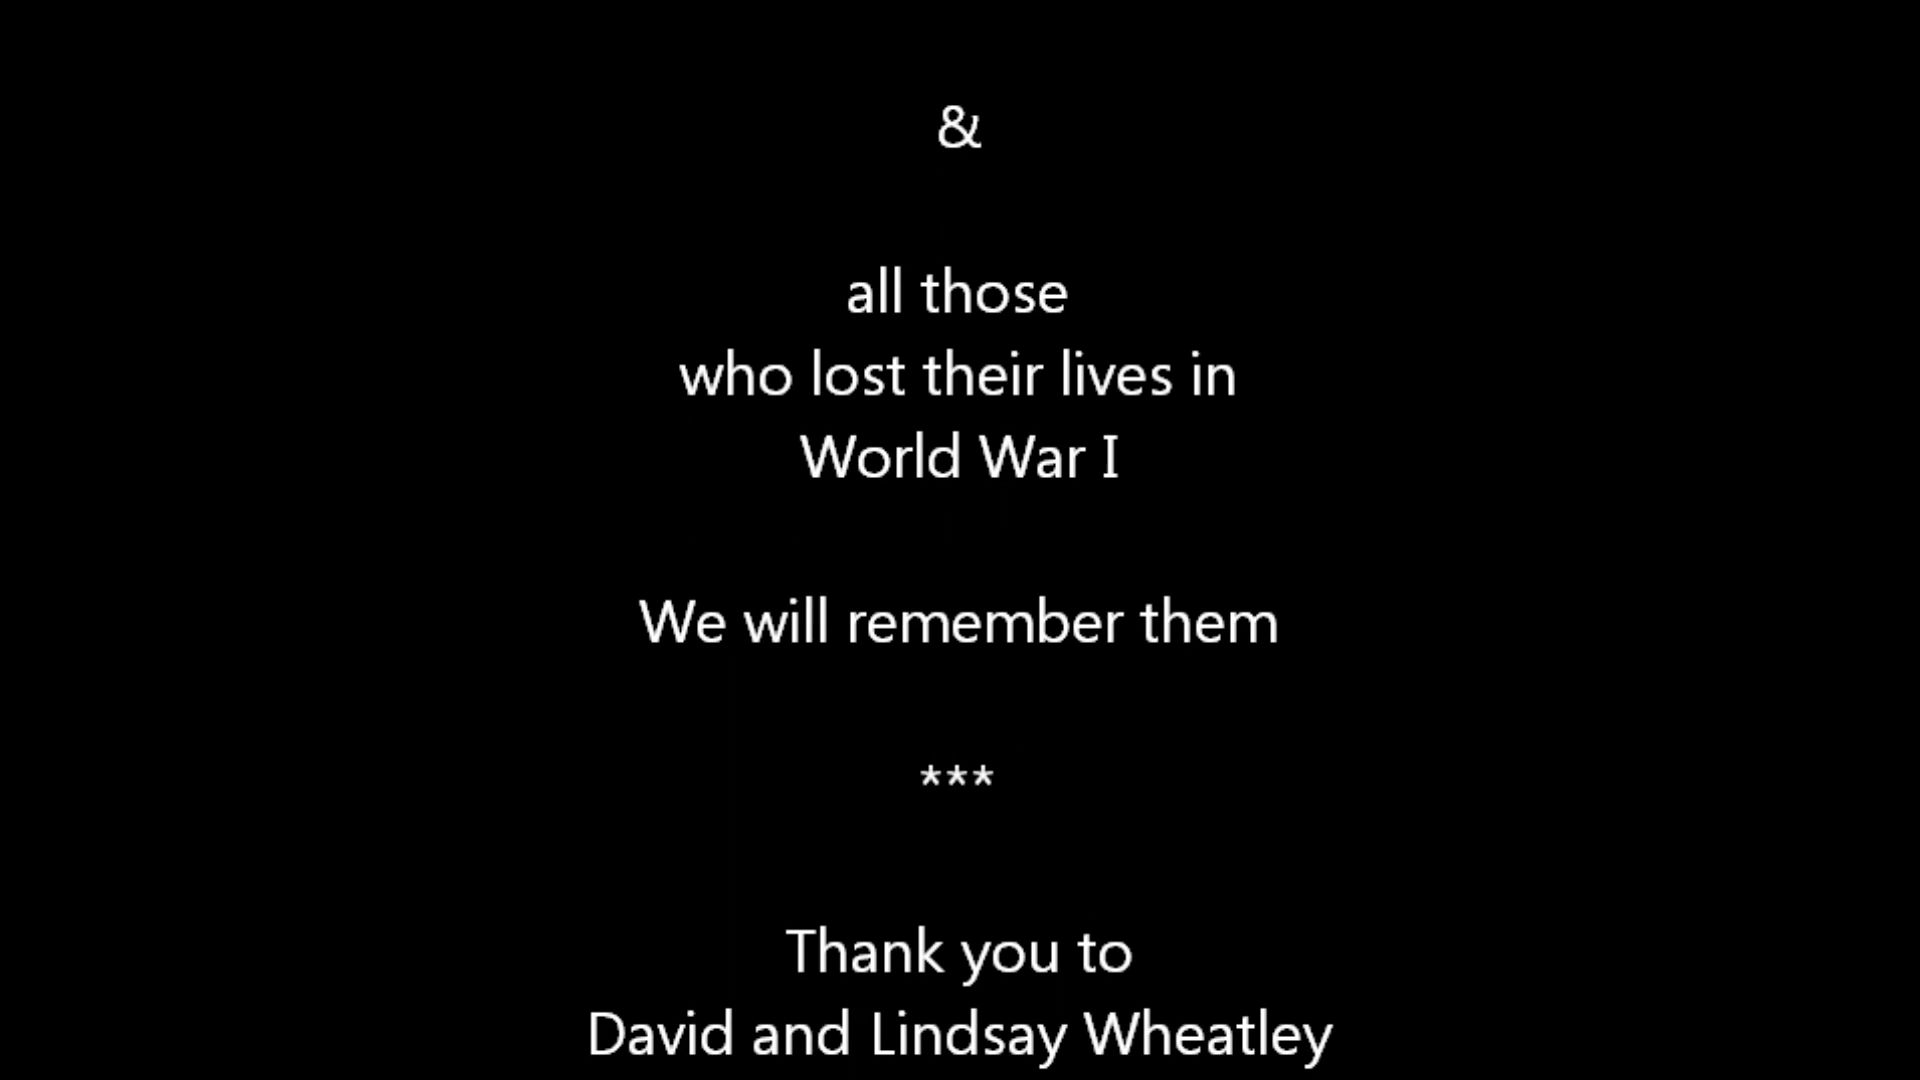 &
all those
who lost their lives in
World War I
We will remember them
***
Thank you to
David and Lindsay Wheatley